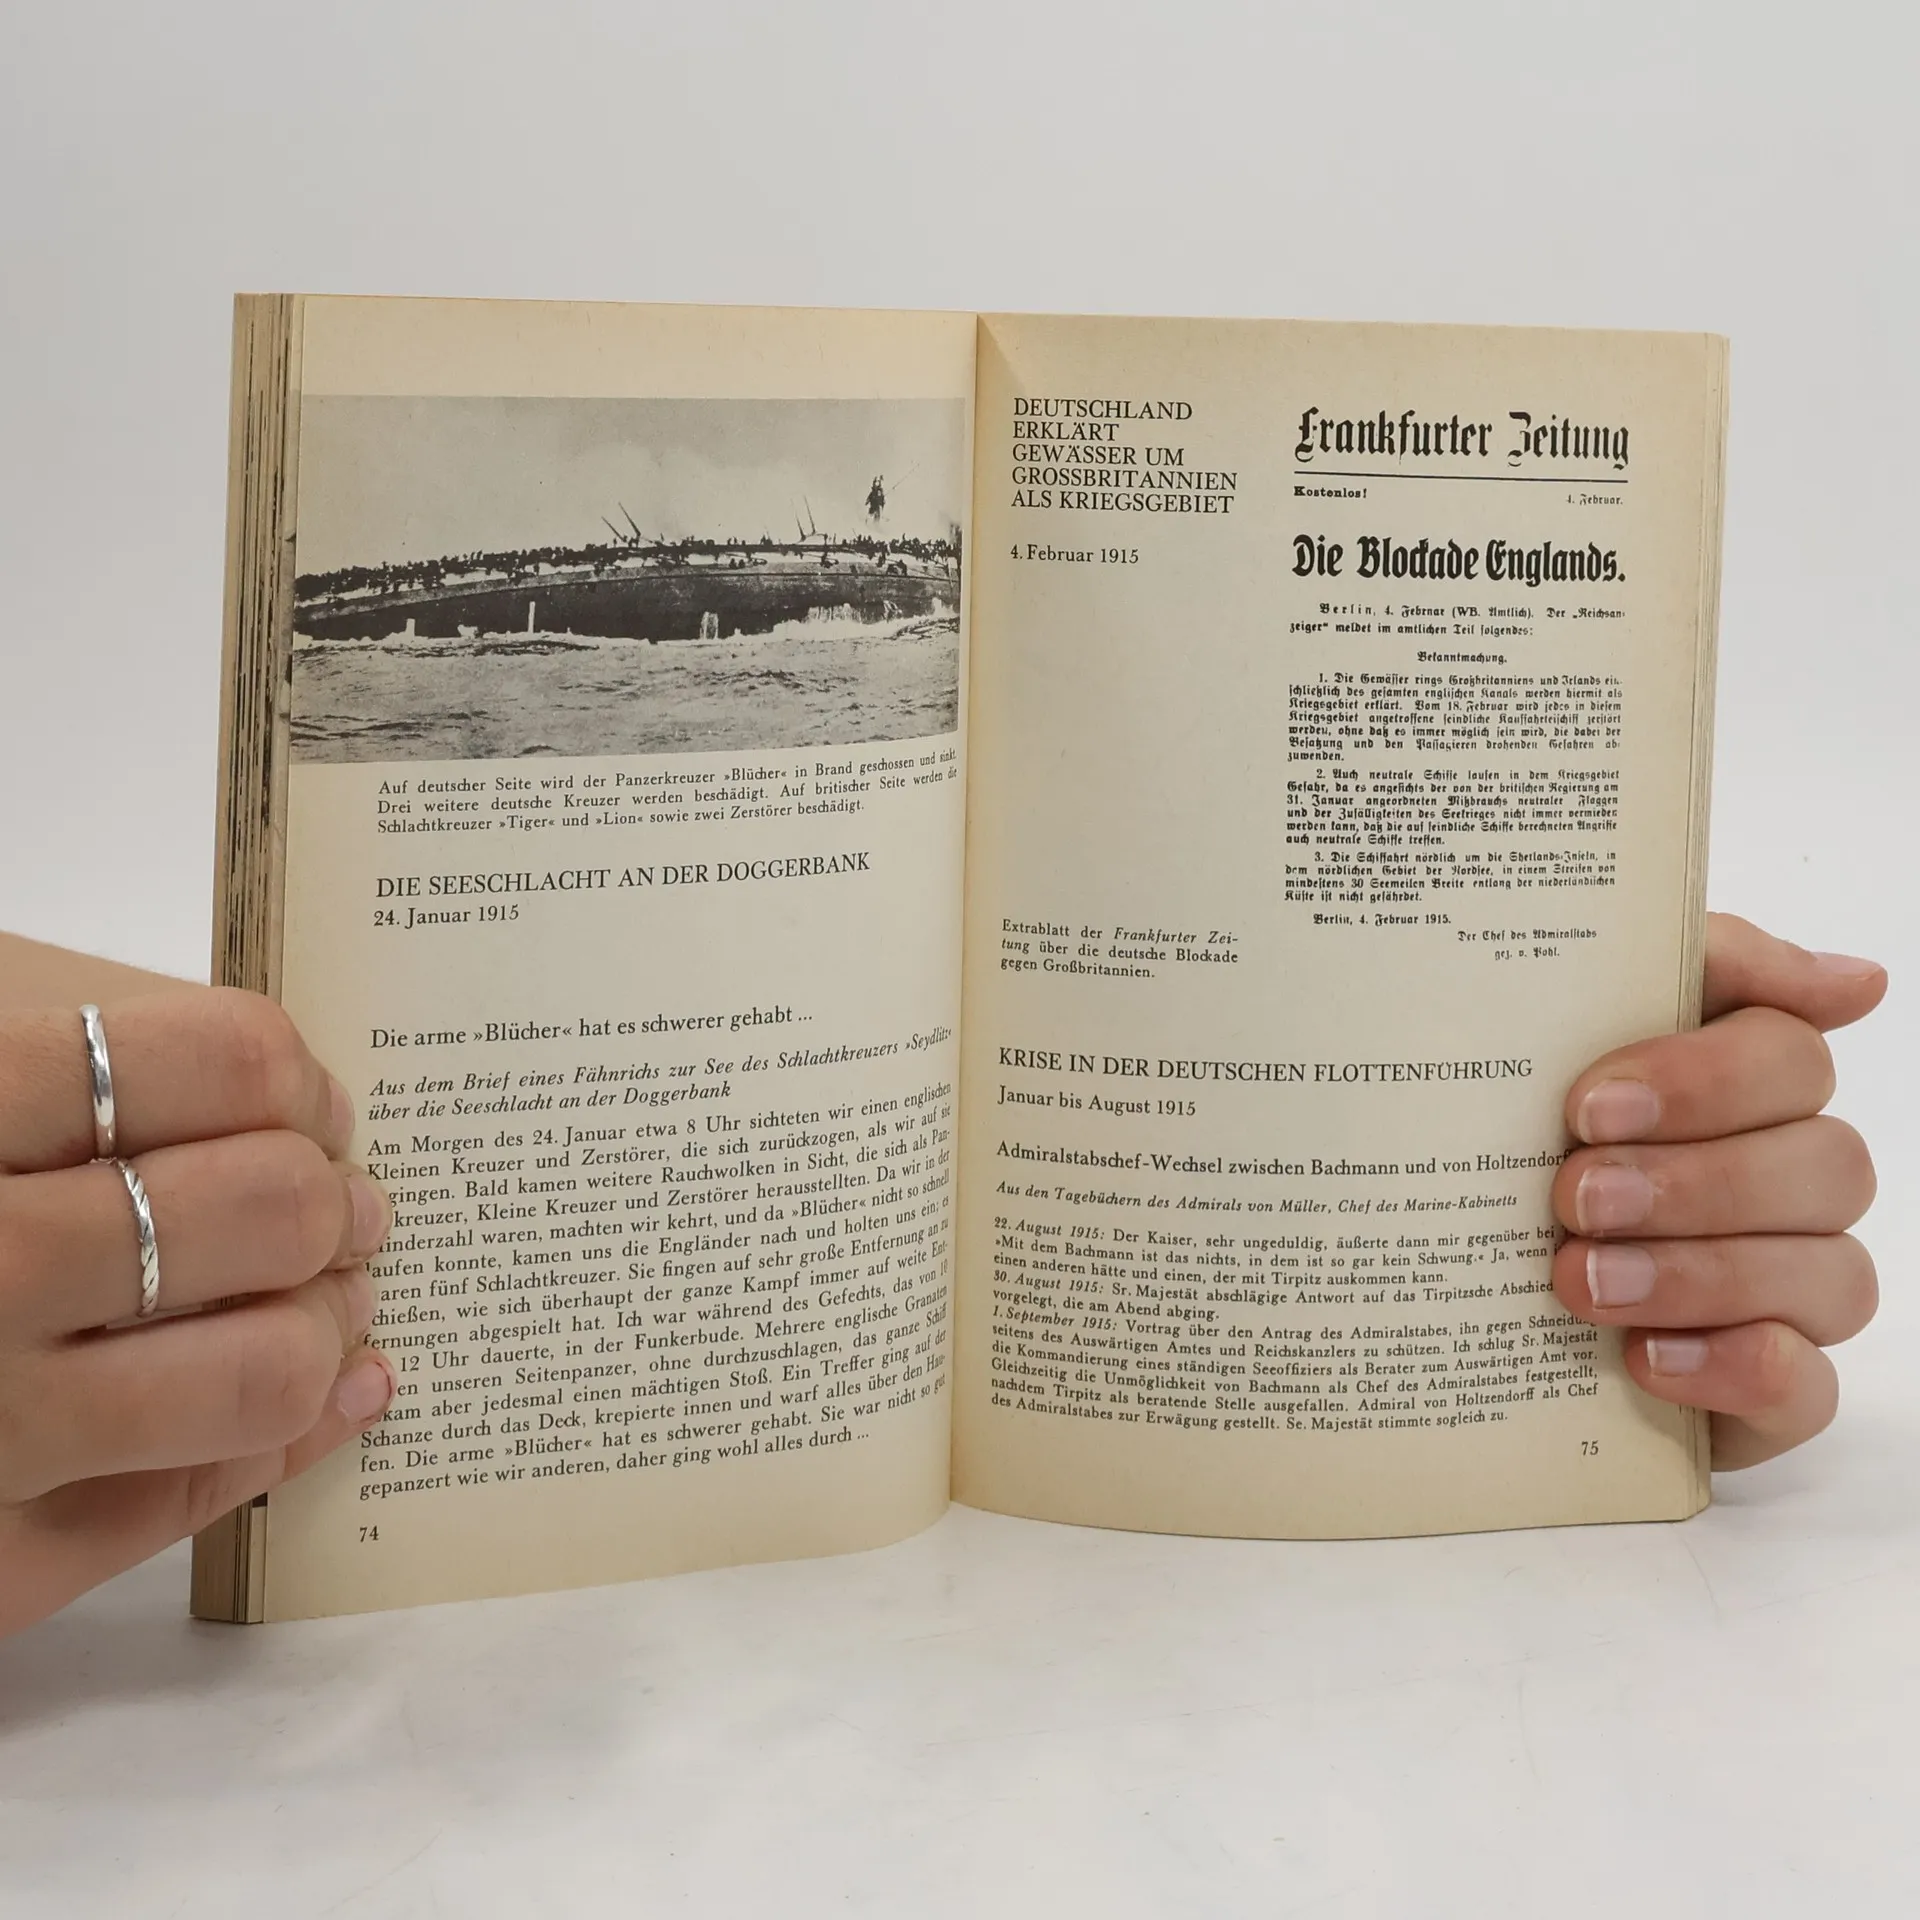 Auf deutscher Seite wird der Panzerkreuzer »Blücher« in Brand geschossen und sinkt.
Drei weitere deutsche Kreuzer werden beschädigt. Auf britischer Seite werden die
Schlachtkreuzer »Tiger« und »Lion« sowie zwei Zerstörer beschädigt.
DIE SEESCHLACHT AN DER DOGGERBANK
24. Januar 1915
Die arme »Blücher« hat es schwerer gehabt ...
Aus dem Brief eines Fähnrichs zur See des Schlachtkreuzers »Seydlitz«
über die Seeschlacht an der Doggerbank
Am Morgen des 24. Januar etwa 8 Uhr sichteten wir einen englischen
Kleinen Kreuzer und Zerstörer, die sich zurückzogen, als wir auf sie
gingen. Bald kamen weitere Rauchwolken in Sicht, die sich als Pan-
kreuzer, Kleine Kreuzer und Zerstörer herausstellten. Da wir in der
inderzahl waren, machten wir kehrt, und da »Blücher« nicht so schnell
aufen konnte, kamen uns die Engländer nach und holten uns ein; es
aren fünf Schlachtkreuzer. Sie fingen auf sehr große Entfernung an zu
chießen, wie sich überhaupt der ganze Kampf immer auf weite Ent-
fernungen abgespielt hat. Ich war während des Gefechts, das von 10
12 Uhr dauerte, in der Funkerbude. Mehrere englische Granaten
en unseren Seitenpanzer, ohne durchzuschlagen, das ganze Schiff
kam aber jedesmal einen mächtigen Stoß. Ein Treffer ging auf der
Schanze durch das Deck, krepierte innen und warf alles über den Hau-
fen. Die arme »Blücher« hat es schwerer gehabt. Sie war nicht so gut
gepanzert wie wir anderen, daher ging wohl alles durch ...
74
DEUTSCHLAND
ERKLÄRT
GEWÄSSER UM
GROSSBRITANNIEN
ALS KRIEGSGEBIET
4. Februar 1915
Frankfurter Zeitung
Kostenlos!
4. Februar.
Die Blockade Englands.
Berlin, 4. Februar (WB. Amtlich). Der „Reichsan-
zeiger“ meldet im amtlichen Teil folgendes:
Bekanntmachung.
1. Die Gewässer rings Großbritanniens und Irlands ein-
schließlich des gesamten englischen Kanals werden hiermit als
Kriegsgebiet erklärt. Vom 18. Februar wird jedes in diesem
Kriegsgebiet angetroffene feindliche Kauffahrteischiff zerstört
werden, ohne daß es immer möglich sein wird, die dabei der
Besatzung und den Passagieren drohenden Gefahren ab-
zuwenden.
2. Auch neutrale Schiffe laufen in dem Kriegsgebiet
Gefahr, da es angesichts der von der britischen Regierung am
31. Januar angeordneten Mißbrauchs neutraler Flaggen
und der Zufälligkeiten des Seekrieges nicht immer vermieden
werden kann, daß die auf feindliche Schiffe berechneten Angriffe
auch neutrale Schiffe treffen.
3. Die Schiffahrt nördlich um die Shetlands-Inseln, in
dem nördlichen Gebiet der Nordsee, in einem Streifen von
mindestens 30 Seemeilen Breite entlang der niederländischen
Küste ist nicht gefährdet.
Berlin, 4. Februar 1915.
Der Chef des Admiralstabs
gez. v. Pohl.
Extrablatt der Frankfurter Zei-
tung über die deutsche Blockade
gegen Großbritannien.
KRISE IN DER DEUTSCHEN FLOTTENFÜHRUNG
Januar bis August 1915
Admiralstabschef-Wechsel zwischen Bachmann und von Holtzendorf
Aus den Tagebüchern des Admirals von Müller, Chef des Marine-Kabinetts
22. August 1915: Der Kaiser, sehr ungeduldig, äußerte dann mir gegenüber bei
»Mit dem Bachmann ist das nichts, in dem ist so gar kein Schwung.« Ja, wenn
einen anderen hätte und einen, der mit Tirpitz auskommen kann.
30. August 1915: Sr. Majestät abschlägige Antwort auf das Tirpitzsche Abschied
vorgelegt, die am Abend abging.
1. September 1915: Vortrag über den Antrag des Admiralstabes, ihn gegen Schneidung
seitens des Auswärtigen Amtes und Reichskanzlers zu schützen. Ich schlug Sr. Majestät
die Kommandierung eines ständigen Seeoffiziers als Berater zum Auswärtigen Amt vor.
Gleichzeitig die Unmöglichkeit von Bachmann als Chef des Admiralstabes festgestellt,
nachdem Tirpitz als beratende Stelle ausgefallen. Admiral von Holtzendorff als Chef
des Admiralstabes zur Erwägung gestellt. Se. Majestät stimmte sogleich zu.
75